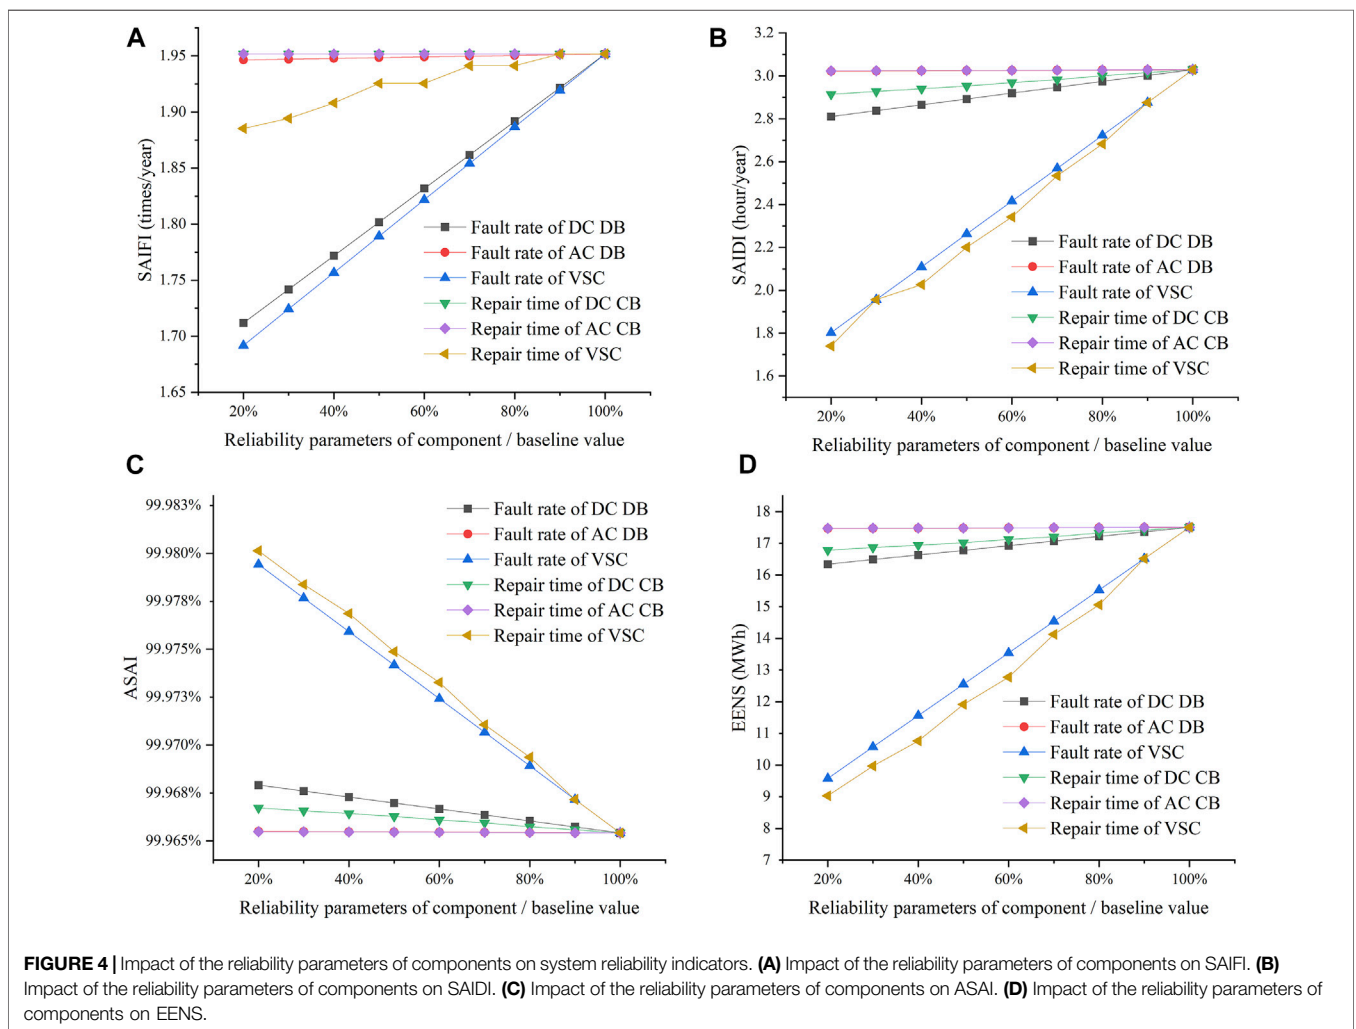 A
1.95
1.90
1.85
1.80
1.75
1.70
1.65
SAIFI (times/year)
20%
40%
60%
80%
100%
Reliability parameters of component / baseline value
Fault rate of DC DB
Fault rate of AC DB
Fault rate of VSC
Repair time of DC CB
Repair time of AC CB
Repair time of VSC
B
3.2
3.0
2.8
2.6
2.4
2.2
2.0
1.8
1.6
SAIDI (hour/year)
20%
40%
60%
80%
100%
Reliability parameters of component / baseline value
Fault rate of DC DB
Fault rate of AC DB
Fault rate of VSC
Repair time of DC CB
Repair time of AC CB
Repair time of VSC
C
99.983%
99.980%
99.978%
99.975%
99.973%
99.970%
99.968%
99.965%
ASAI
20%
40%
60%
80%
100%
Reliability parameters of component / baseline value
Fault rate of DC DB
Fault rate of AC DB
Fault rate of VSC
Repair time of DC CB
Repair time of AC CB
Repair time of VSC
D
18
17
16
15
14
13
12
11
10
9
8
7
EENS (MWh)
20%
40%
60%
80%
100%
Reliability parameters of component / baseline value
Fault rate of DC DB
Fault rate of AC DB
Fault rate of VSC
Repair time of DC CB
Repair time of AC CB
Repair time of VSC
FIGURE 4 | Impact of the reliability parameters of components on system reliability indicators. (A) Impact of the reliability parameters of components on SAIFI. (B)
Impact of the reliability parameters of components on SAIDI. (C) Impact of the reliability parameters of components on ASAI. (D) Impact of the reliability parameters of
components on EENS.